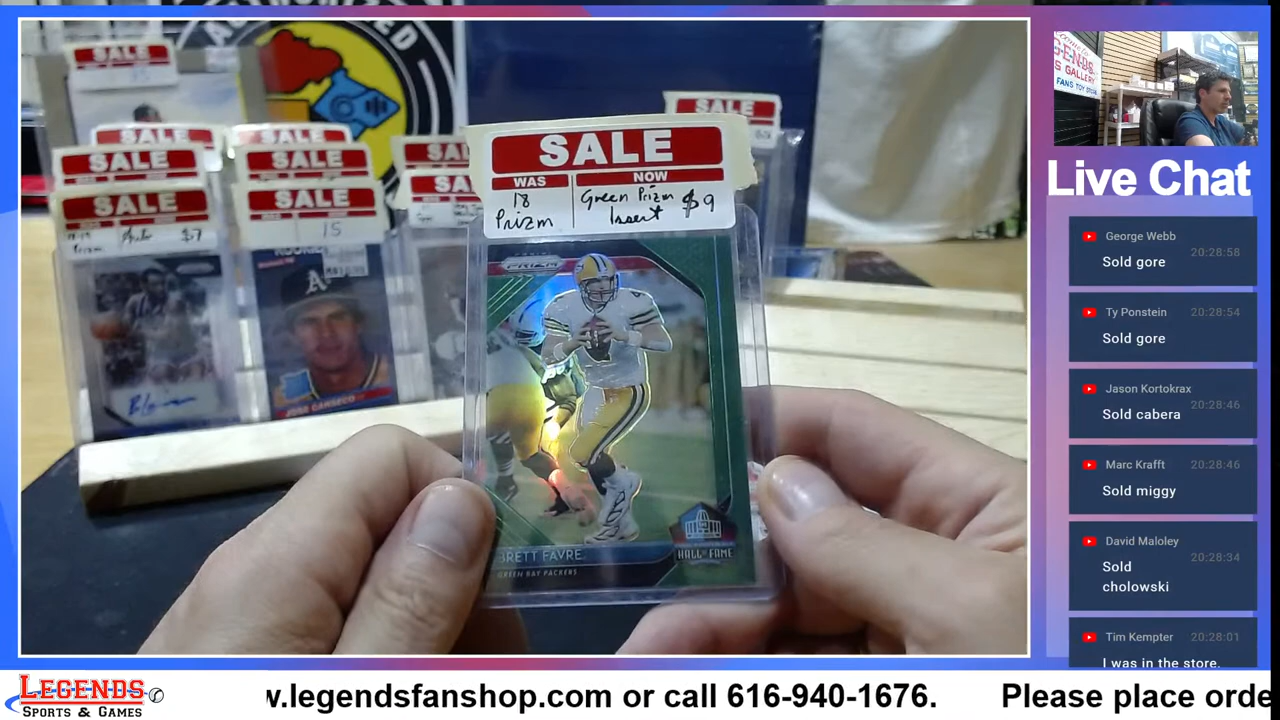 SALE
SALE
SALE
SALE
SALE
SALE
SALE
15
WAS
NOW
18
Prizm
Green Prizm
Insert
$9
$7
PRIZM
A's
JOSE CANSECO
BRETT FAVRE
GREEN BAY PACKERS
HALL OF FAME
Live Chat
George Webb
20:28:58
Sold gore
Ty Ponstein
20:28:54
Sold gore
Jason Kortokrax
20:28:46
Sold cabera
Marc Krafft
20:28:46
Sold miggy
David Maloley
20:28:34
Sold
cholowski
Tim Kempter
20:28:01
I was in the store.
LEGENDS
SPORTS & GAMES
v.legendsfanshop.com or call 616-940-1676.
Please place orde